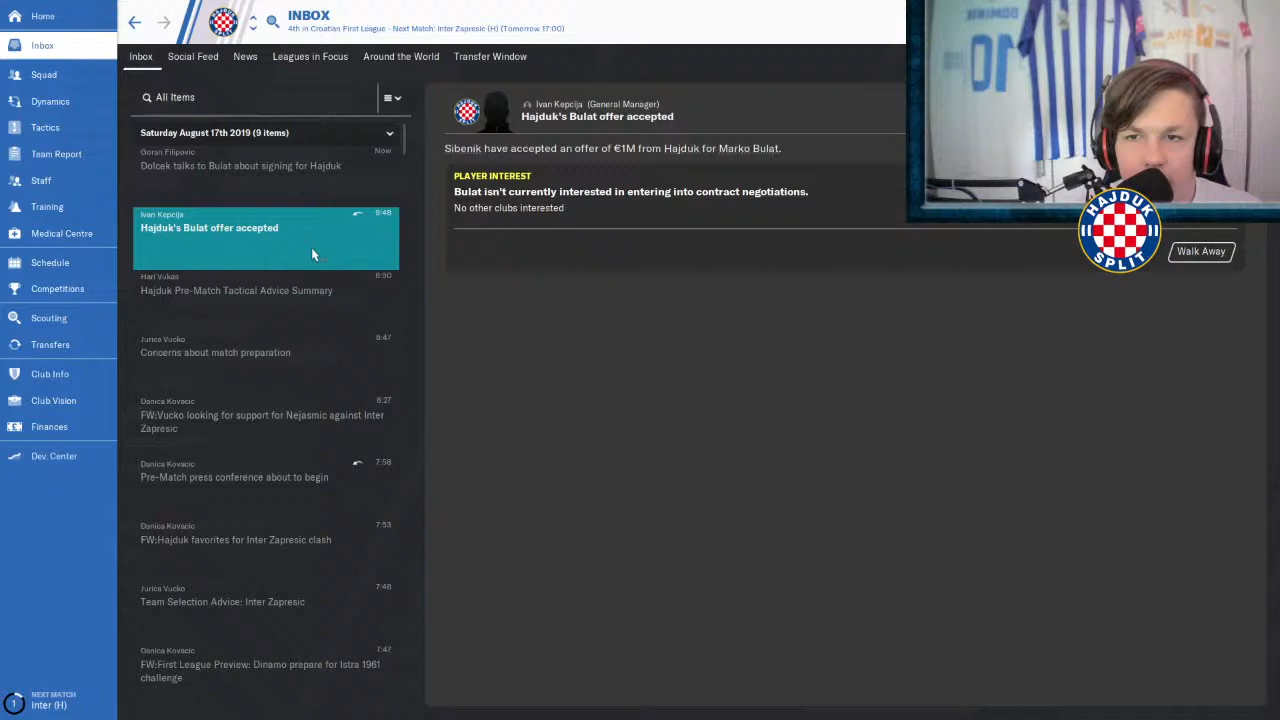 Home
Inbox
Squad
Dynamics
Tactics
Team Report
Staff
Training
Medical Centre
Schedule
Competitions
Scouting
Transfers
Club Info
Club Vision
Finances
Dev. Center
1
NEXT MATCH
Inter (H)
INBOX
4th in Croatian First League - Next Match: Inter Zapresic (H) (Tomorrow 17:00)
Inbox
Social Feed
News
Leagues in Focus
Around the World
Transfer Window
All Items
Saturday August 17th 2019 (9 items)
Goran Filipovic
Now
Dolcek talks to Bulat about signing for Hajduk
Ivan Kepcija
9:48
Hajduk's Bulat offer accepted
Hari Vukas
8:50
Hajduk Pre-Match Tactical Advice Summary
Jurica Vucko
8:47
Concerns about match preparation
Danica Kovacic
8:27
FW:Vucko looking for support for Nejasmic against Inter
Zapresic
Danica Kovacic
7:58
Pre-Match press conference about to begin
Danica Kovacic
7:53
FW:Hajduk favorites for Inter Zapresic clash
Jurica Vucko
7:48
Team Selection Advice: Inter Zapresic
Danica Kovacic
7:47
FW:First League Preview: Dinamo prepare for Istra 1961
challenge
Ivan Kepcija (General Manager)
Hajduk's Bulat offer accepted
Sibenik have accepted an offer of €1M from Hajduk for Marko Bulat.
PLAYER INTEREST
Bulat isn't currently interested in entering into contract negotiations.
No other clubs interested
Walk Away
HAJDUK
SPLIT
DOMINIK
10